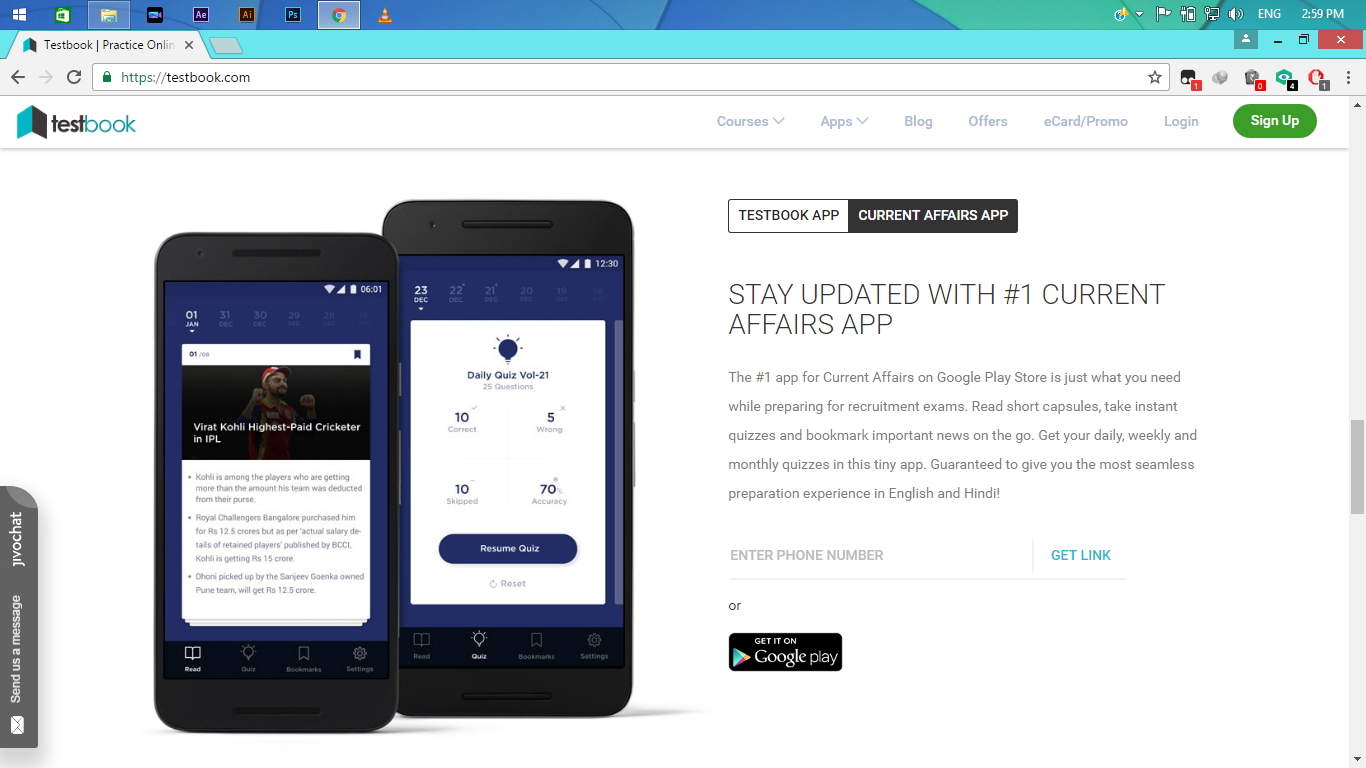 ENG 2:59 PM
Testbook | Practice Onlin
https://testbook.com
1 0 4 1
testbook
Courses Apps Blog Offers eCard/Promo Login Sign Up
TESTBOOK APP CURRENT AFFAIRS APP
STAY UPDATED WITH #1 CURRENT
AFFAIRS APP
The #1 app for Current Affairs on Google Play Store is just what you need
while preparing for recruitment exams. Read short capsules, take instant
quizzes and bookmark important news on the go. Get your daily, weekly and
monthly quizzes in this tiny app. Guaranteed to give you the most seamless
preparation experience in English and Hindi!
ENTER PHONE NUMBER GET LINK
or
GET IT ON
Google play
06:01
01 31 30 29 28
JAN DEC DEC DEC DEC
01 /08
Virat Kohli Highest-Paid Cricketer
in IPL
• Kohli is among the players who are getting
more than the amount his team was deducted
from their purse.
• Royal Challengers Bangalore purchased him
for Rs 12.5 crores but as per 'actual salary de-
tails of retained players' published by BCCI,
Kohli is getting Rs 15 crore.
• Dhoni picked up by the Sanjeev Goenka owned
Pune team, will get Rs 12.5 crore.
Read Quiz Bookmarks Settings
12:30
23 22 21 20 19
DEC DEC DEC DEC DEC
Daily Quiz Vol-21
25 Questions
10 5
Correct Wrong
10 70%
Skipped Accuracy
Resume Quiz
Reset
Read Quiz Bookmarks Settings
Send us a message jivochat
Ae Ai Ps